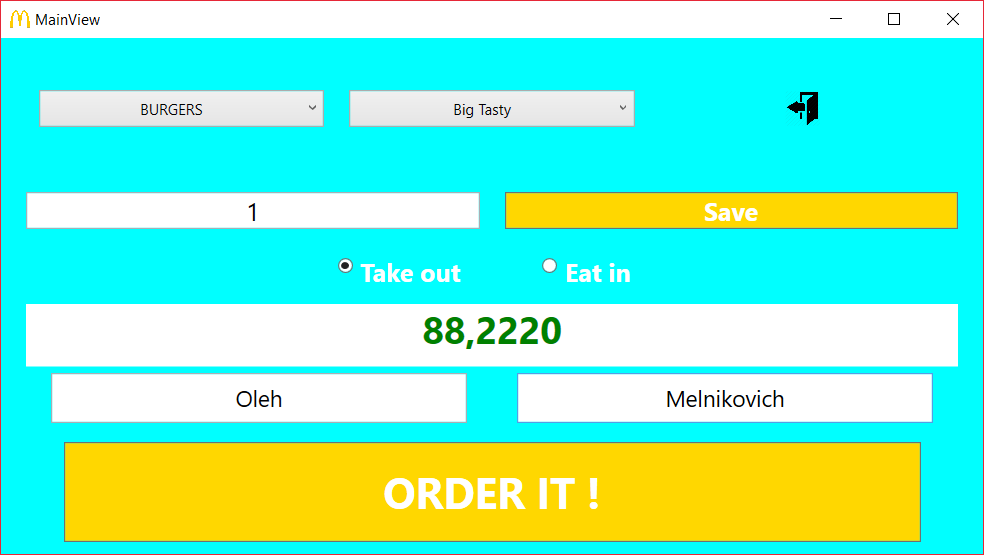 MainView
BURGERS Big Tasty
1 Save
Take out Eat in
88,2220
Oleh Melnikovich
ORDER IT !